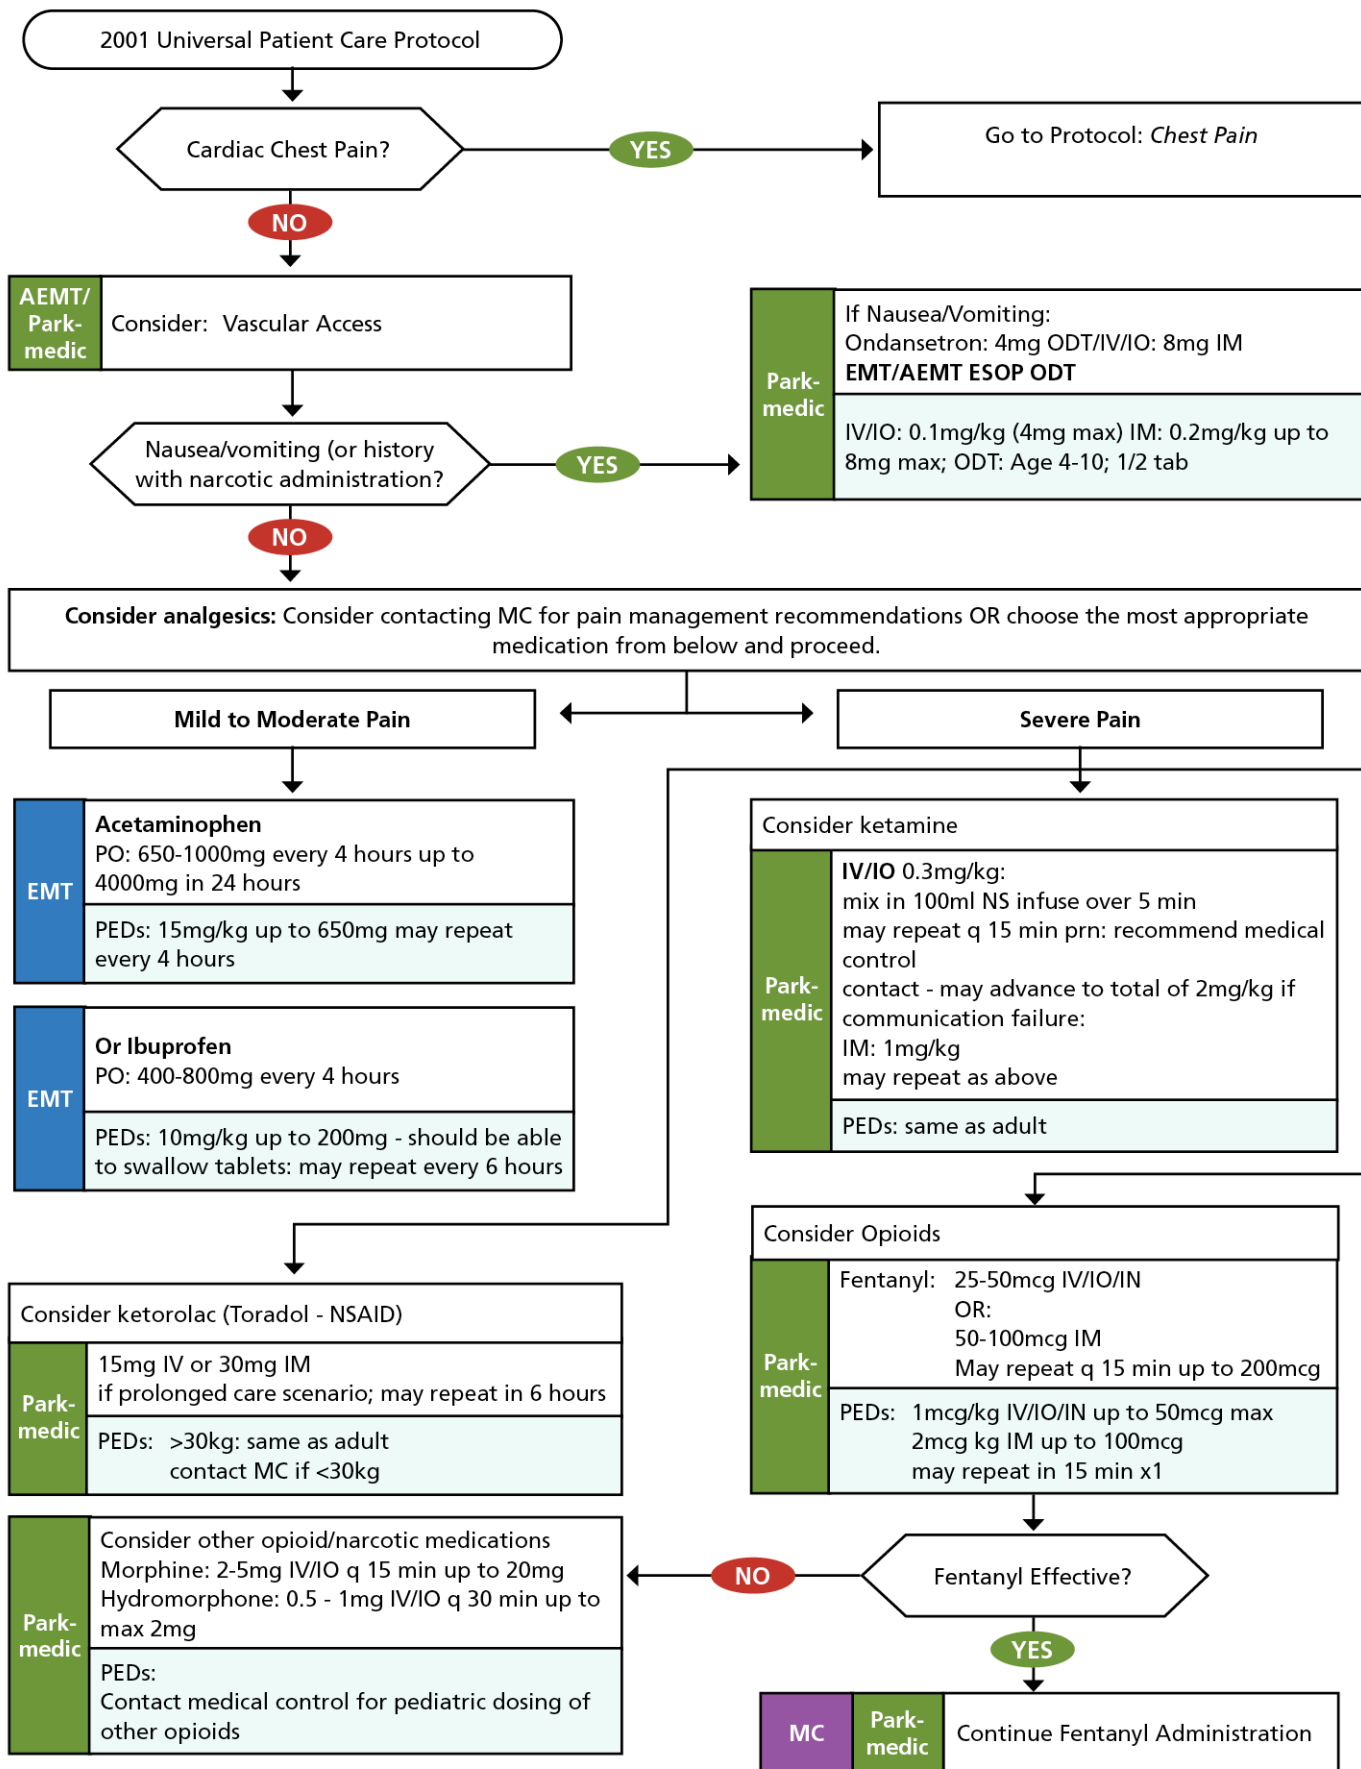 2001 Universal Patient Care Protocol
Cardiac Chest Pain?
YES
Go to Protocol: Chest Pain
NO
AEMT/
Park-
medic
Consider: Vascular Access
Park-
medic
If Nausea/Vomiting:
Ondansetron: 4mg ODT/IV/IO: 8mg IM
EMT/AEMT ESOP ODT
IV/IO: 0.1mg/kg (4mg max) IM: 0.2mg/kg up to
8mg max; ODT: Age 4-10; 1/2 tab
Nausea/vomiting (or history
with narcotic administration?
YES
NO
Consider analgesics: Consider contacting MC for pain management recommendations OR choose the most appropriate
medication from below and proceed.
Mild to Moderate Pain
Severe Pain
EMT
Acetaminophen
PO: 650-1000mg every 4 hours up to
4000mg in 24 hours
PEDs: 15mg/kg up to 650mg may repeat
every 4 hours
EMT
Or Ibuprofen
PO: 400-800mg every 4 hours
PEDs: 10mg/kg up to 200mg - should be able
to swallow tablets: may repeat every 6 hours
Consider ketamine
Park-
medic
IV/IO 0.3mg/kg:
mix in 100ml NS infuse over 5 min
may repeat q 15 min prn: recommend medical
control
contact - may advance to total of 2mg/kg if
communication failure:
IM: 1mg/kg
may repeat as above
PEDs: same as adult
Consider ketorolac (Toradol - NSAID)
Park-
medic
15mg IV or 30mg IM
if prolonged care scenario; may repeat in 6 hours
PEDs: >30kg: same as adult
contact MC if <30kg
Consider Opioids
Park-
medic
Fentanyl: 25-50mcg IV/IO/IN
OR:
50-100mcg IM
May repeat q 15 min up to 200mcg
PEDs: 1mcg/kg IV/IO/IN up to 50mcg max
2mcg kg IM up to 100mcg
may repeat in 15 min x1
Fentanyl Effective?
NO
Park-
medic
Consider other opioid/narcotic medications
Morphine: 2-5mg IV/IO q 15 min up to 20mg
Hydromorphone: 0.5 - 1mg IV/IO q 30 min up to
max 2mg
PEDs:
Contact medical control for pediatric dosing of
other opioids
YES
MC
Park-
medic
Continue Fentanyl Administration